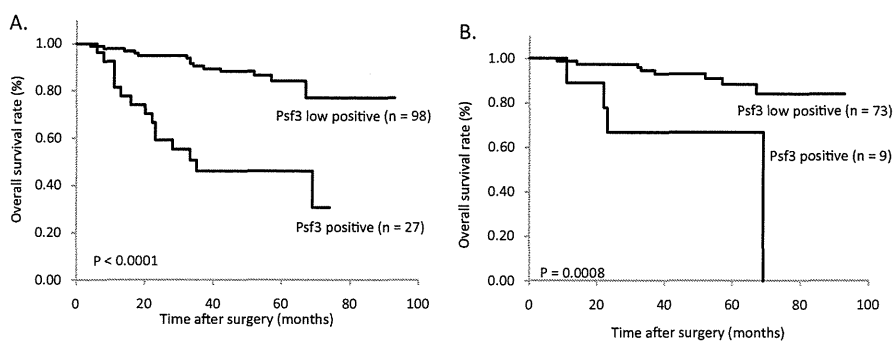 A.
Overall survival rate (%)
1.00
0.80
0.60
0.40
0.20
0.00
Psf3 low positive (n = 98)
Psf3 positive (n = 27)
P < 0.0001
0 20 40 60 80 100
Time after surgery (months)
B.
Overall survival rate (%)
1.00
0.80
0.60
0.40
0.20
0.00
Psf3 low positive (n = 73)
Psf3 positive (n = 9)
P = 0.0008
0 20 40 60 80 100
Time after surgery (months)